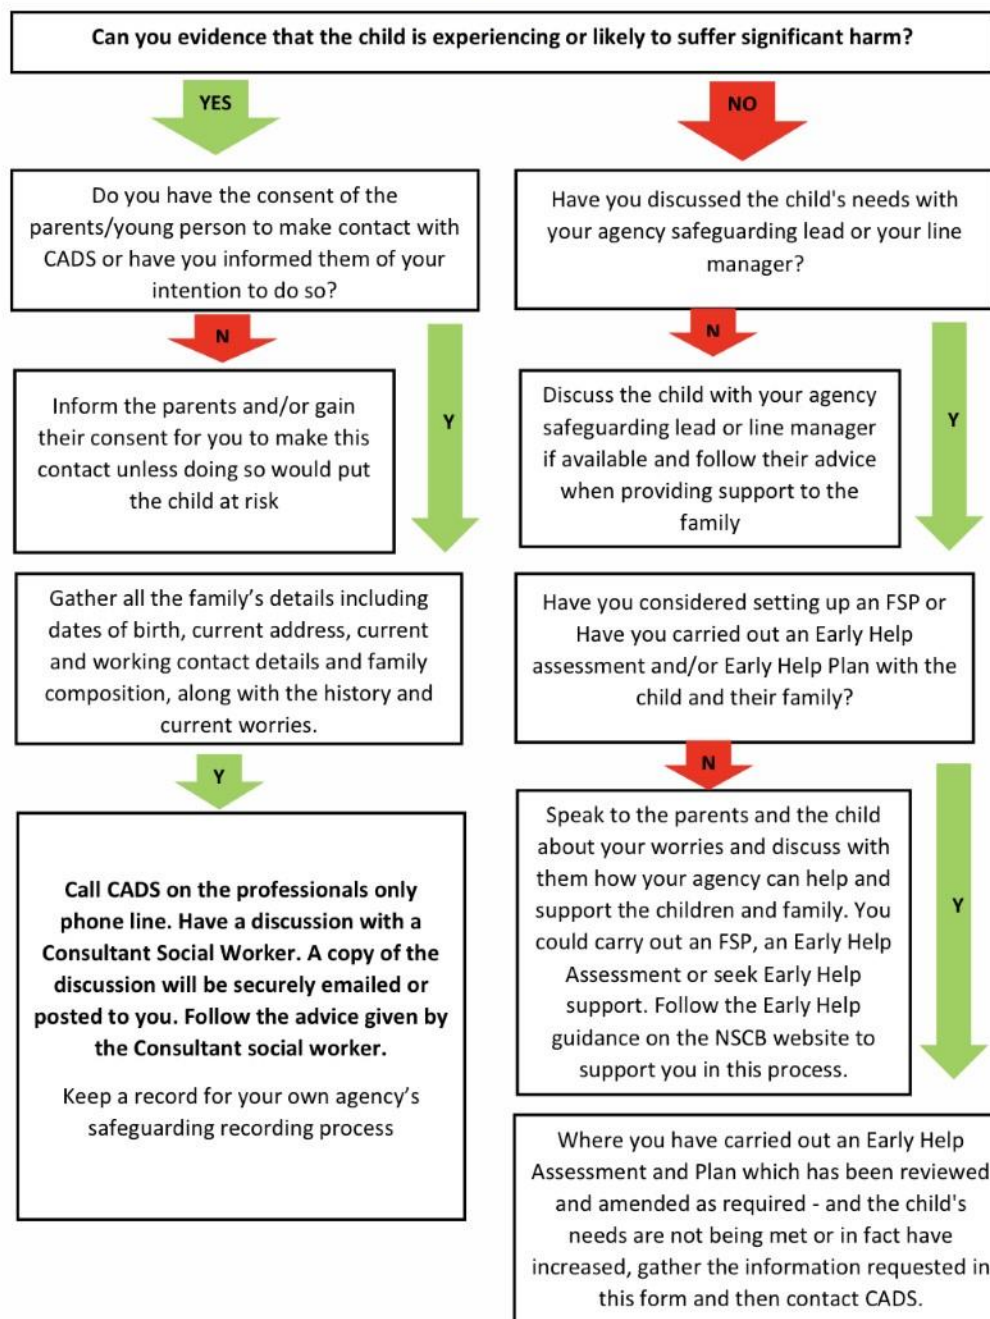 Can you evidence that the child is experiencing or likely to suffer significant harm?
YES
NO
Do you have the consent of the
parents/young person to make contact with
CADS or have you informed them of your
intention to do so?
Have you discussed the child's needs with
your agency safeguarding lead or your line
manager?
N
Y
N
Y
Inform the parents and/or gain
their consent for you to make this
contact unless doing so would put
the child at risk
Discuss the child with your agency
safeguarding lead or line manager
if available and follow their advice
when providing support to the
family
Gather all the family’s details including
dates of birth, current address, current
and working contact details and family
composition, along with the history and
current worries.
Have you considered setting up an FSP or
Have you carried out an Early Help
assessment and/or Early Help Plan with the
child and their family?
Y
N
Y
Call CADS on the professionals only
phone line. Have a discussion with a
Consultant Social Worker. A copy of the
discussion will be securely emailed or
posted to you. Follow the advice given by
the Consultant social worker.
Keep a record for your own agency’s
safeguarding recording process
Speak to the parents and the child
about your worries and discuss with
them how your agency can help and
support the children and family. You
could carry out an FSP, an Early Help
Assessment or seek Early Help
support. Follow the Early Help
guidance on the NSCB website to
support you in this process.
Where you have carried out an Early Help
Assessment and Plan which has been reviewed
and amended as required - and the child's
needs are not being met or in fact have
increased, gather the information requested in
this form and then contact CADS.